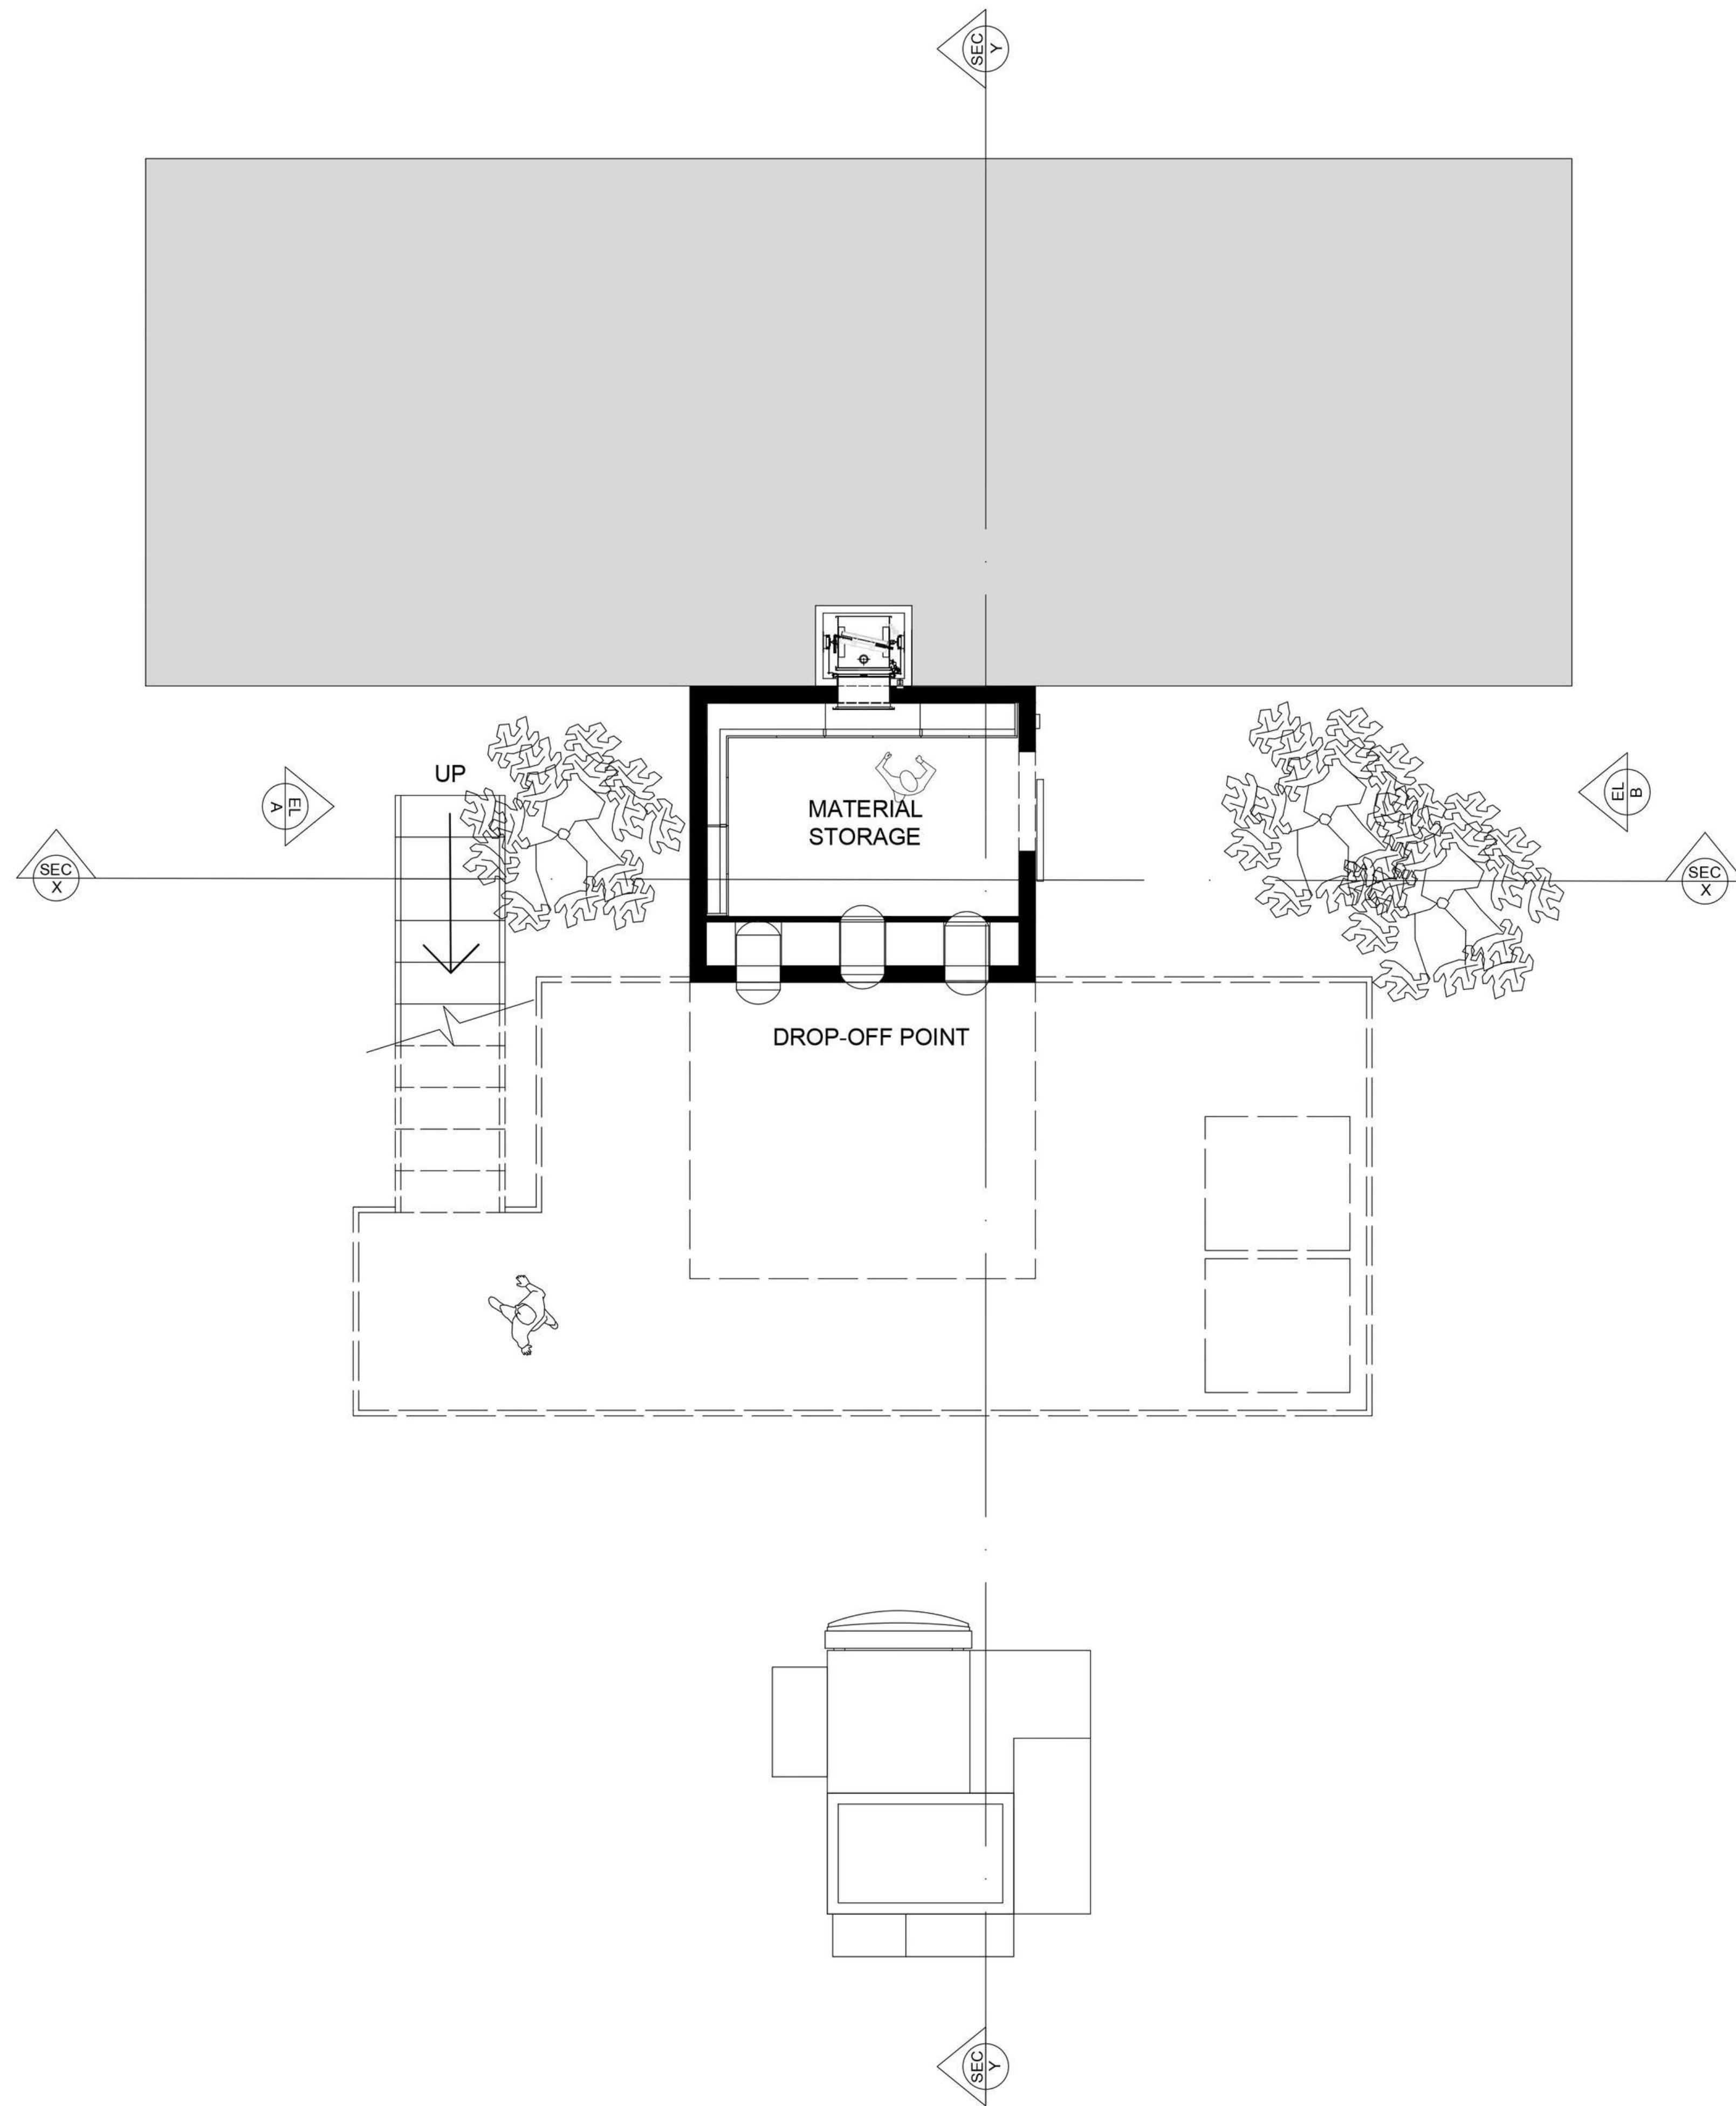 SEC
Y
UP
EL
A
MATERIAL
STORAGE
EL
B
SEC
X
SEC
X
DROP-OFF POINT
SEC
Y